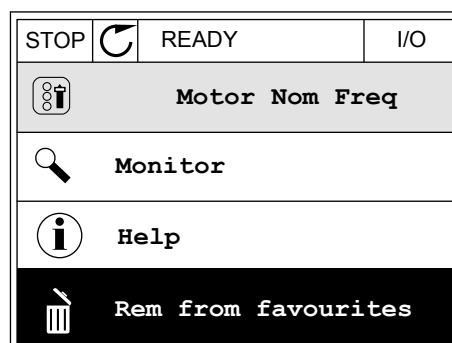 STOP READY I/O
Motor Nom Freq
Monitor
Help
Rem from favourites